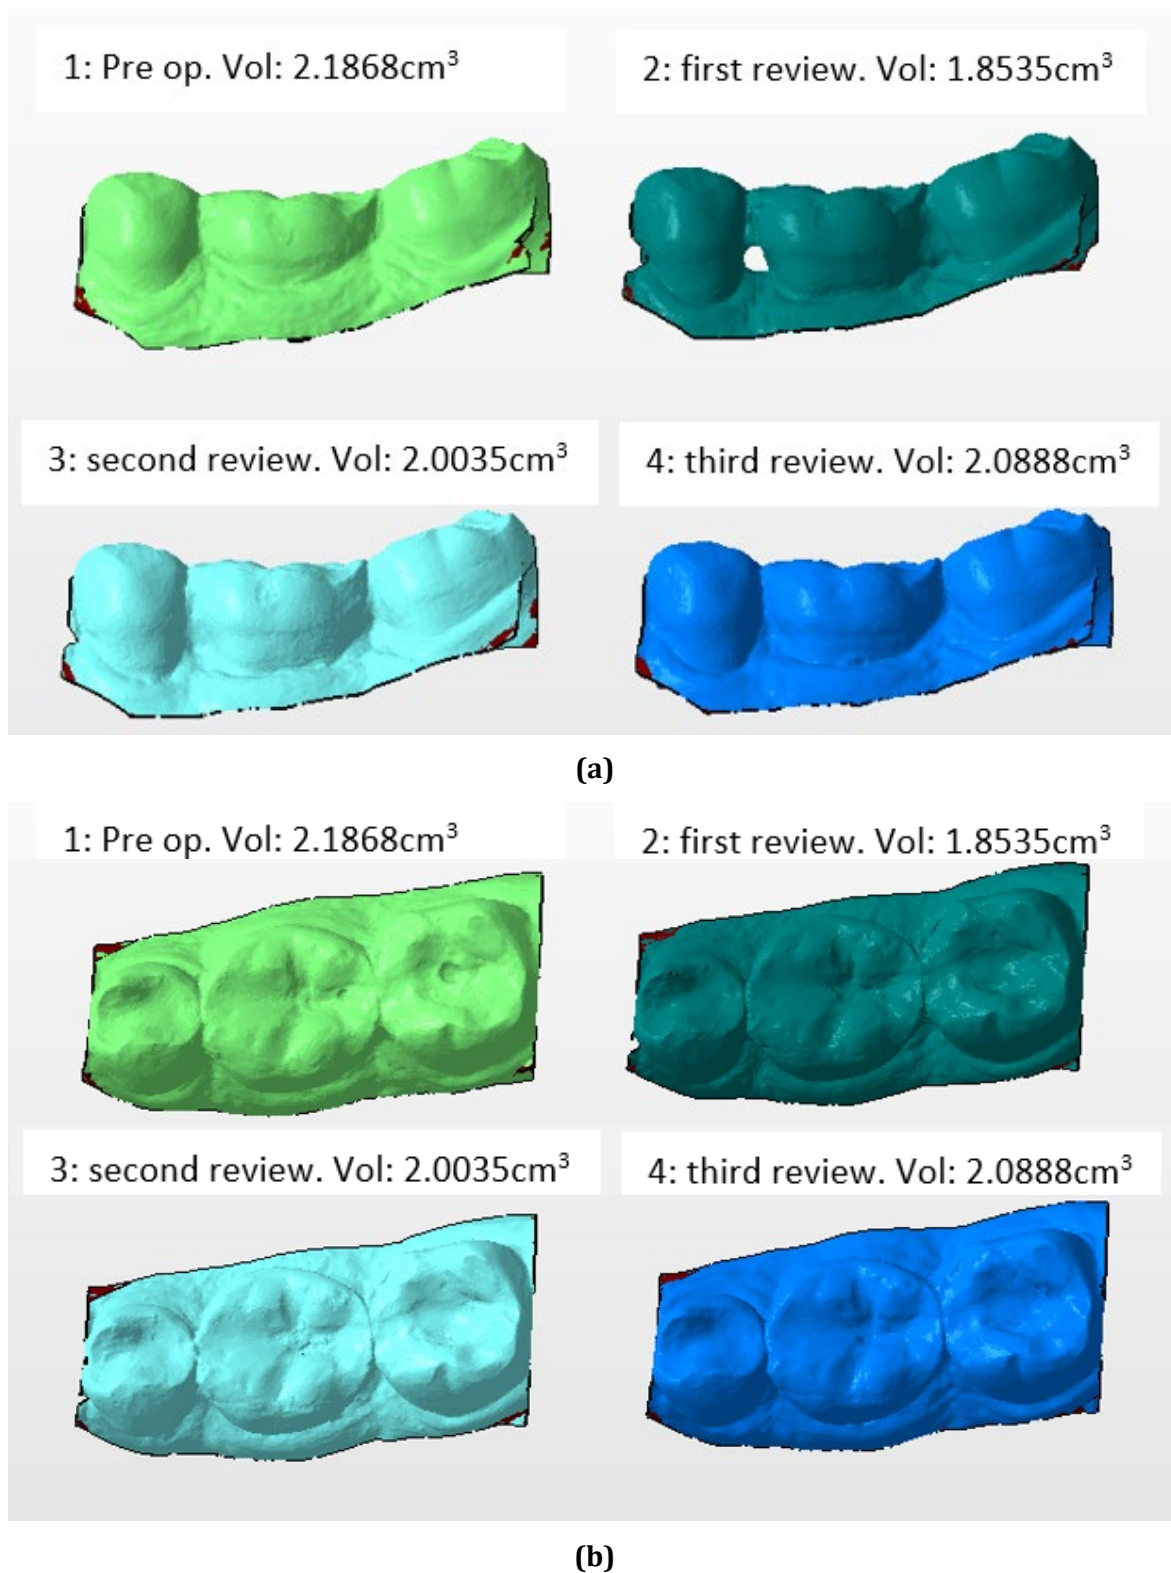 1: Pre op. Vol: 2.1868cm³
2: first review. Vol: 1.8535cm³
3: second review. Vol: 2.0035cm³
4: third review. Vol: 2.0888cm³
(a)
1: Pre op. Vol: 2.1868cm³
2: first review. Vol: 1.8535cm³
3: second review. Vol: 2.0035cm³
4: third review. Vol: 2.0888cm³
(b)